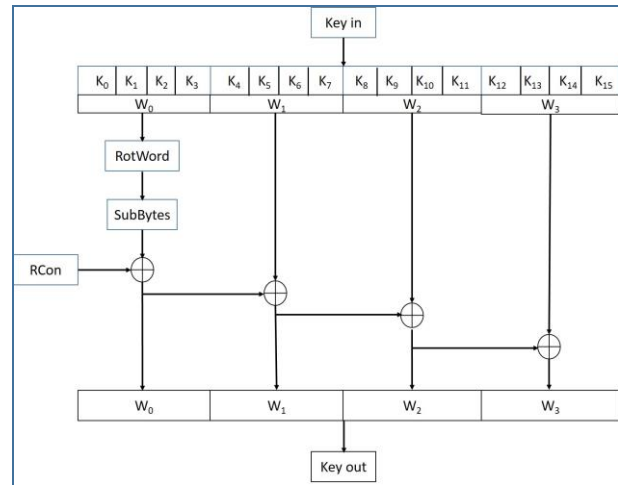 Key in
K0 K1 K2 K3 K4 K5 K6 K7 K8 K9 K10 K11 K12 K13 K14 K15
W0 W1 W2 W3
RotWord
SubBytes
RCon
W0 W1 W2 W3
Key out